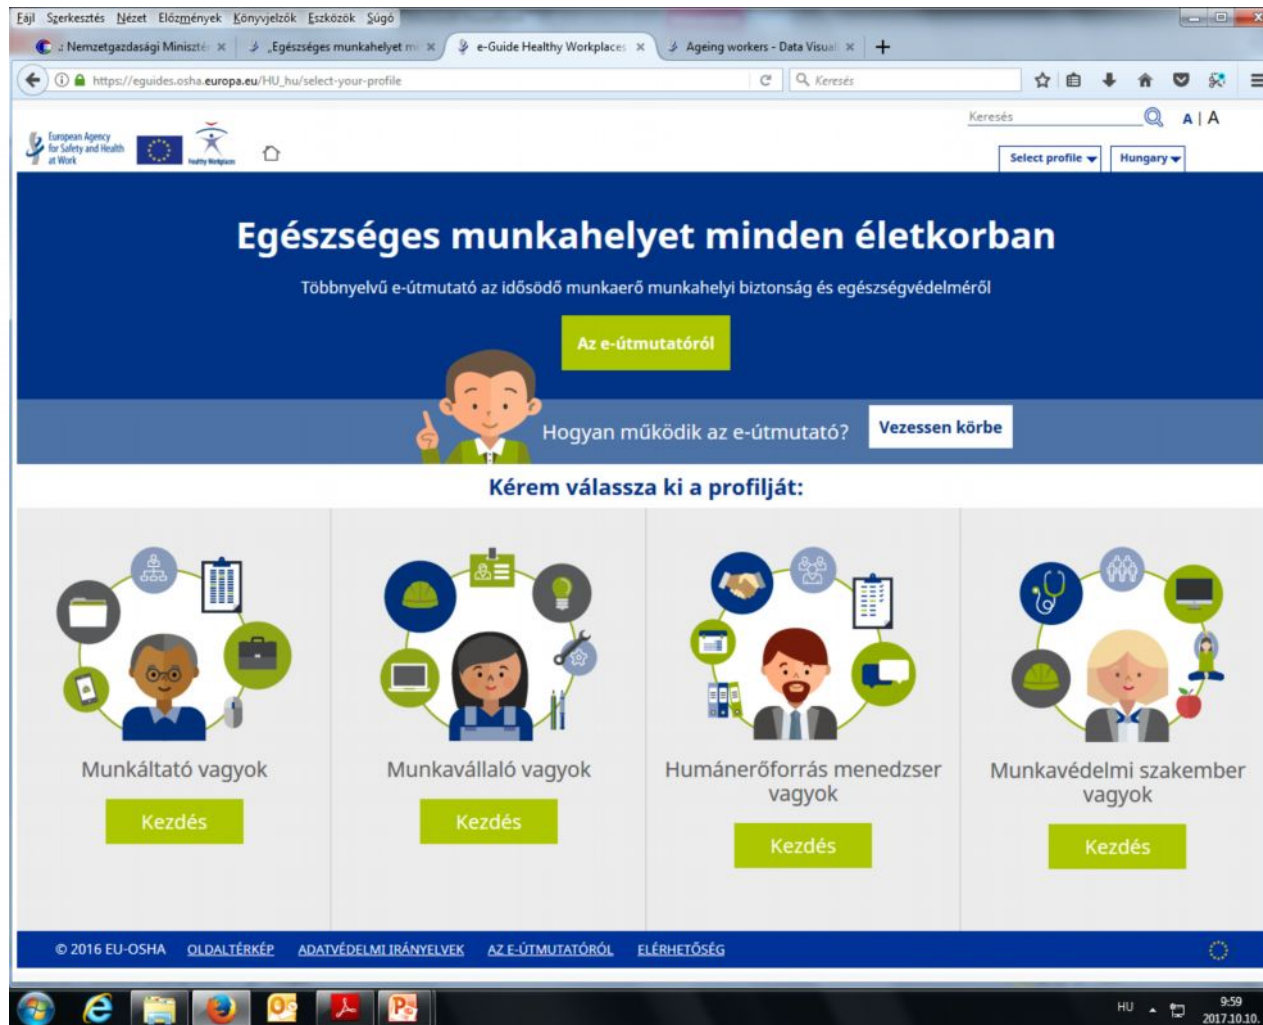 Fájl Szerkesztés Nézet Előzmények Könyvjelzők Eszközök Súgó
.: Nemzetgazdasági Miniszté
„Egészséges munkahelyet m
e-Guide Healthy Workplaces
Ageing workers - Data Visual
https://eguides.osha.europa.eu/HU_hu/select-your-profile
Keresés
Keresés
A | A
European Agency
for Safety and Health
at Work
Healthy Workplaces
Select profile
Hungary
Egészséges munkahelyet minden életkorban
Többnyelvű e-útmutató az idősödő munkaerő munkahelyi biztonság és egészségvédelméről
Az e-útmutatóról
Hogyan működik az e-útmutató?
Vezessen körbe
Kérem válassza ki a profilját:
Munkáltató vagyok
Kezdés
Munkavállaló vagyok
Kezdés
Humánerőforrás menedzser
vagyok
Kezdés
Munkavédelmi szakember
vagyok
Kezdés
© 2016 EU-OSHA OLDALTÉRKÉP ADATVÉDELMI IRÁNYELVEK AZ E-ÚTMUTATÓRÓL ELÉRHETŐSÉG
HU
9:59
2017.10.10.